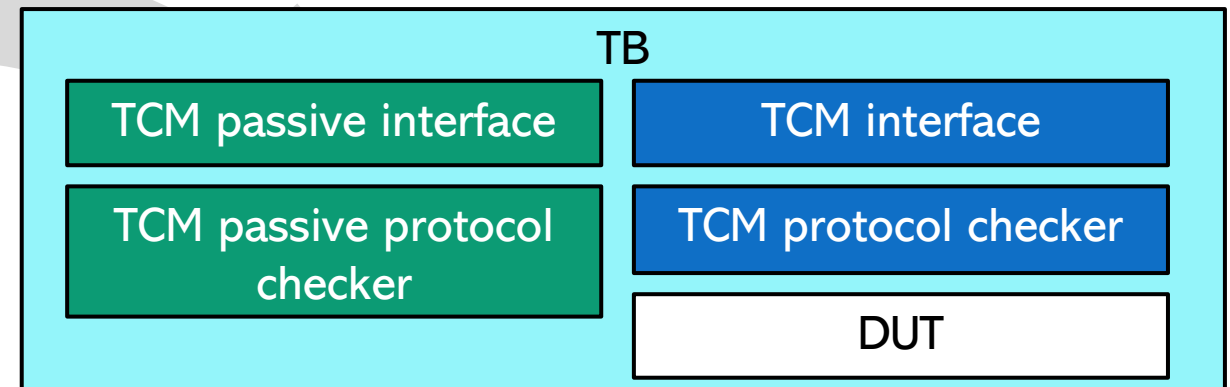 TB
TCM passive interface
TCM interface
TCM passive protocol
checker
TCM protocol checker
DUT